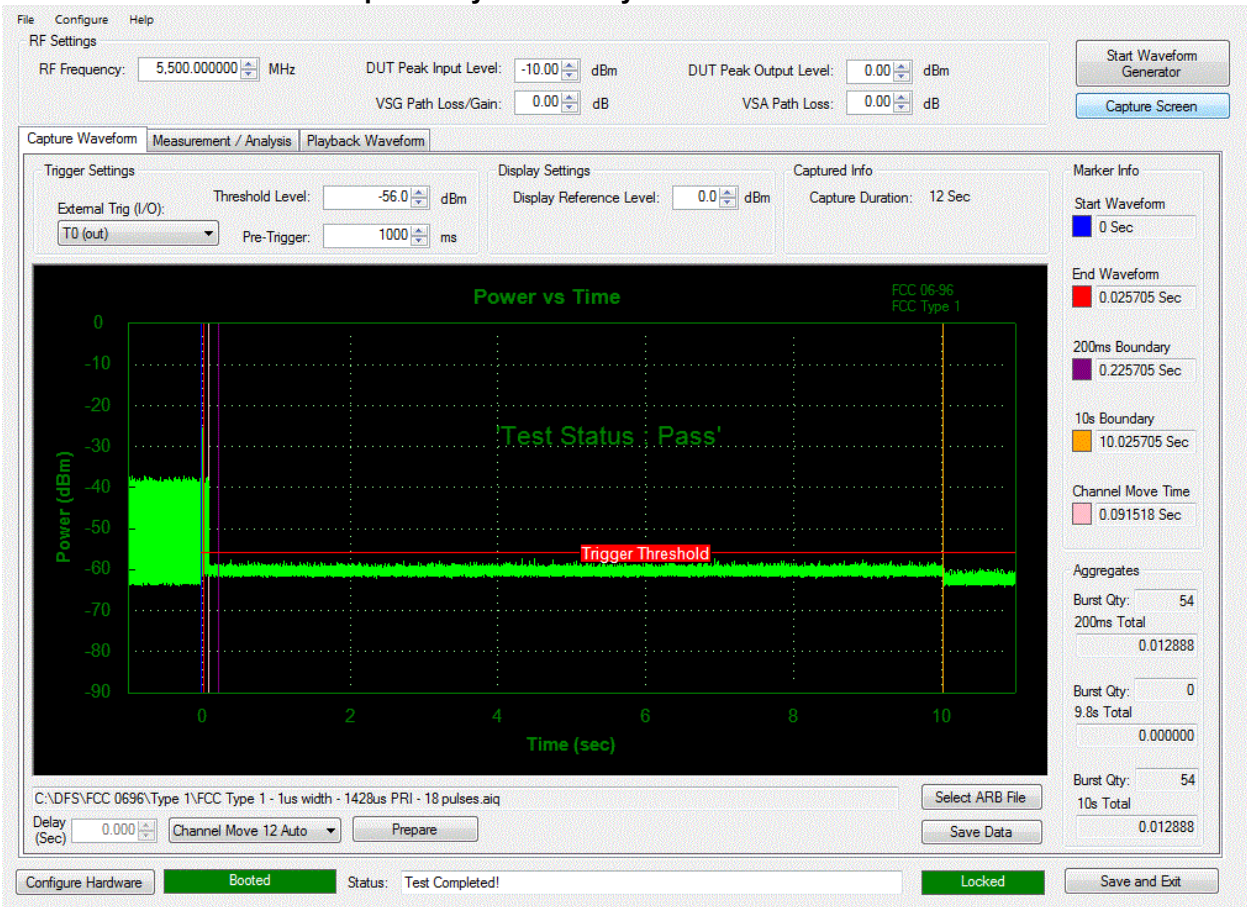 File Configure Help
RF Settings
RF Frequency: 5,500.000000 MHz DUT Peak Input Level: -10.00 dBm DUT Peak Output Level: 0.00 dBm
VSG Path Loss/Gain: 0.00 dB VSA Path Loss: 0.00 dB
Start Waveform
Generator
Capture Screen
Capture Waveform Measurement / Analysis Playback Waveform
Trigger Settings
Threshold Level: -56.0 dBm
External Trig (I/O):
T0 (out)
Pre-Trigger: 1000 ms
Display Settings
Display Reference Level: 0.0 dBm
Captured Info
Capture Duration: 12 Sec
Marker Info
Start Waveform
0 Sec
End Waveform
0.025705 Sec
200ms Boundary
0.225705 Sec
10s Boundary
10.025705 Sec
Channel Move Time
0.091518 Sec
Power vs Time
FCC 06-96
FCC Type 1
0
-10
-20
-30
-40
-50
-60
-70
-80
-90
Power (dBm)
'Test Status : Pass'
Trigger Threshold
0 2 4 6 8 10
Time (sec)
Aggregates
Burst Qty: 54
200ms Total
0.012888
Burst Qty: 0
9.8s Total
0.000000
Burst Qty: 54
10s Total
0.012888
C:\DFS\FCC 0696\Type 1\FCC Type 1 - 1us width - 1428us PRI - 18 pulses.aiq
Select ARB File
Delay
(Sec)
0.000 Channel Move 12 Auto Prepare
Save Data
Configure Hardware Booted Status: Test Completed! Locked Save and Exit